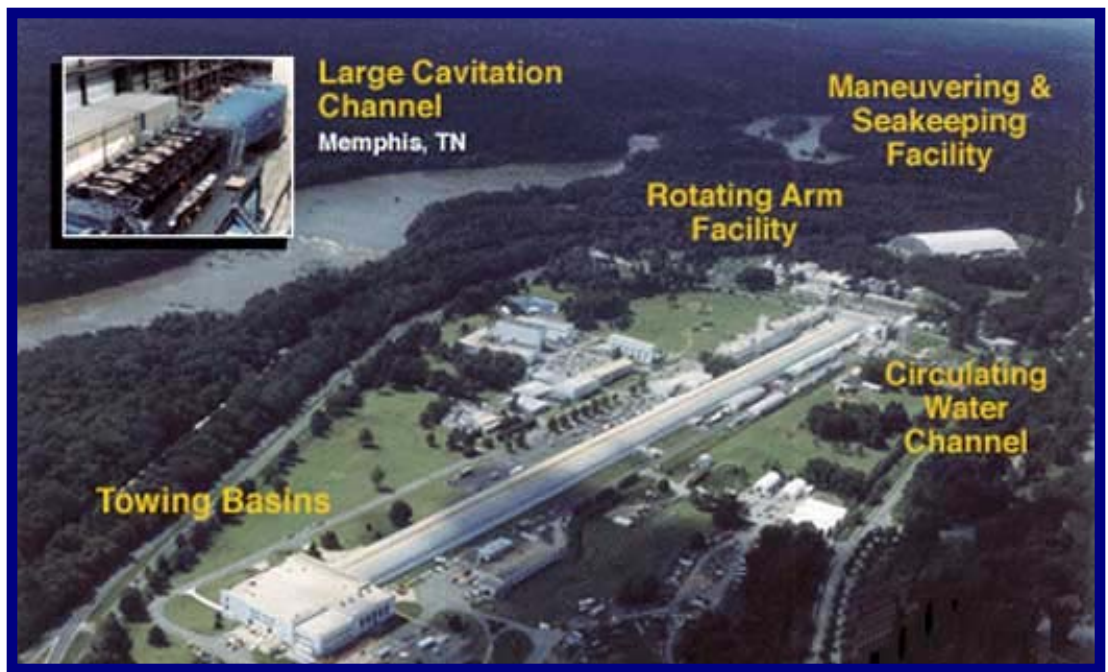 Large Cavitation
Channel
Memphis, TN
Maneuvering &
Seakeeping
Facility
Rotating Arm
Facility
Circulating
Water
Channel
Towing Basins